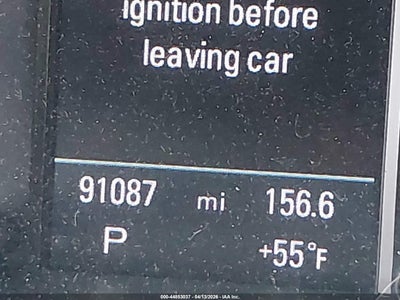 ignition before
leaving car
91087 mi 156.6
P +55°F
000-44853037 - 04/13/2026 - IAA Inc.